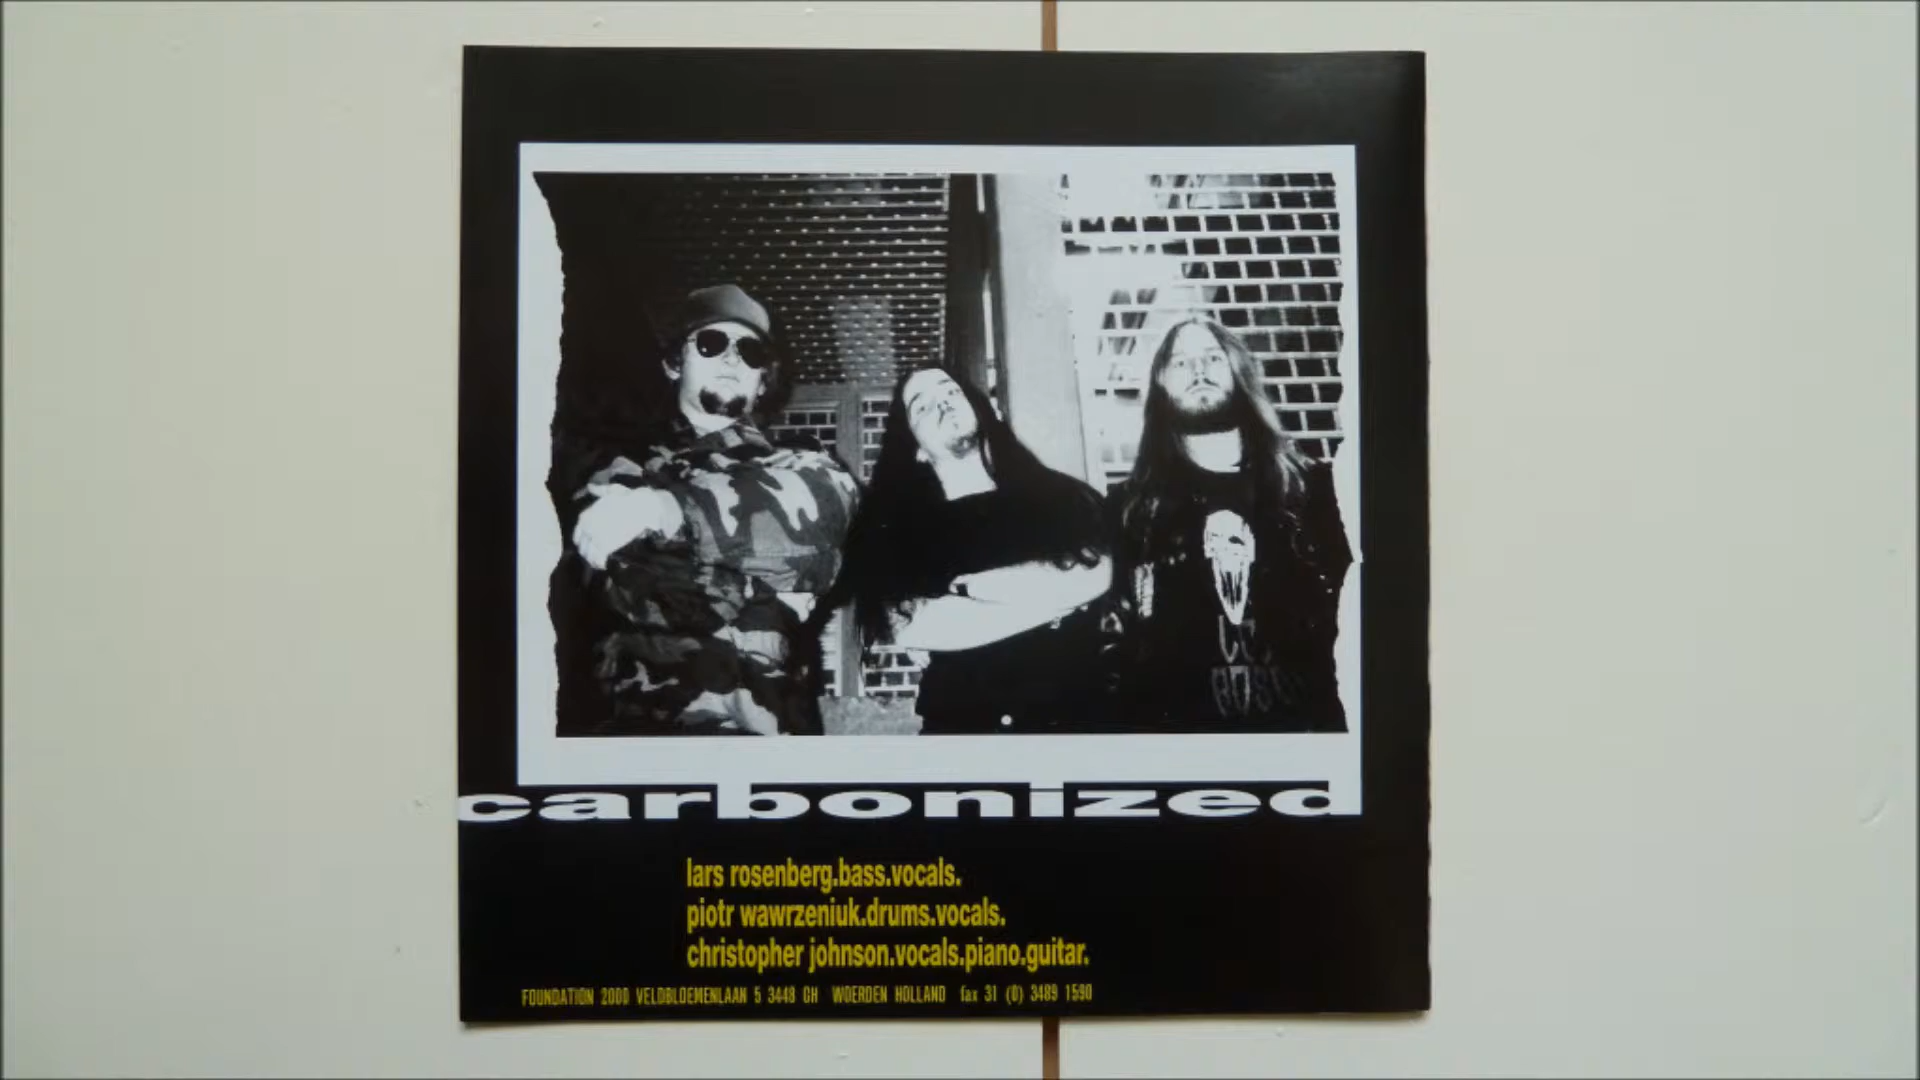 carbonized
lars rosenberg.bass.vocals.
piotr wawrzeniuk.drums.vocals.
christopher johnson.vocals.piano.guitar.
FOUNDATION 2000 VELDBLOEMENLAAN 5 3448 GH WOERDEN HOLLAND fax 31 (0) 3489 1590